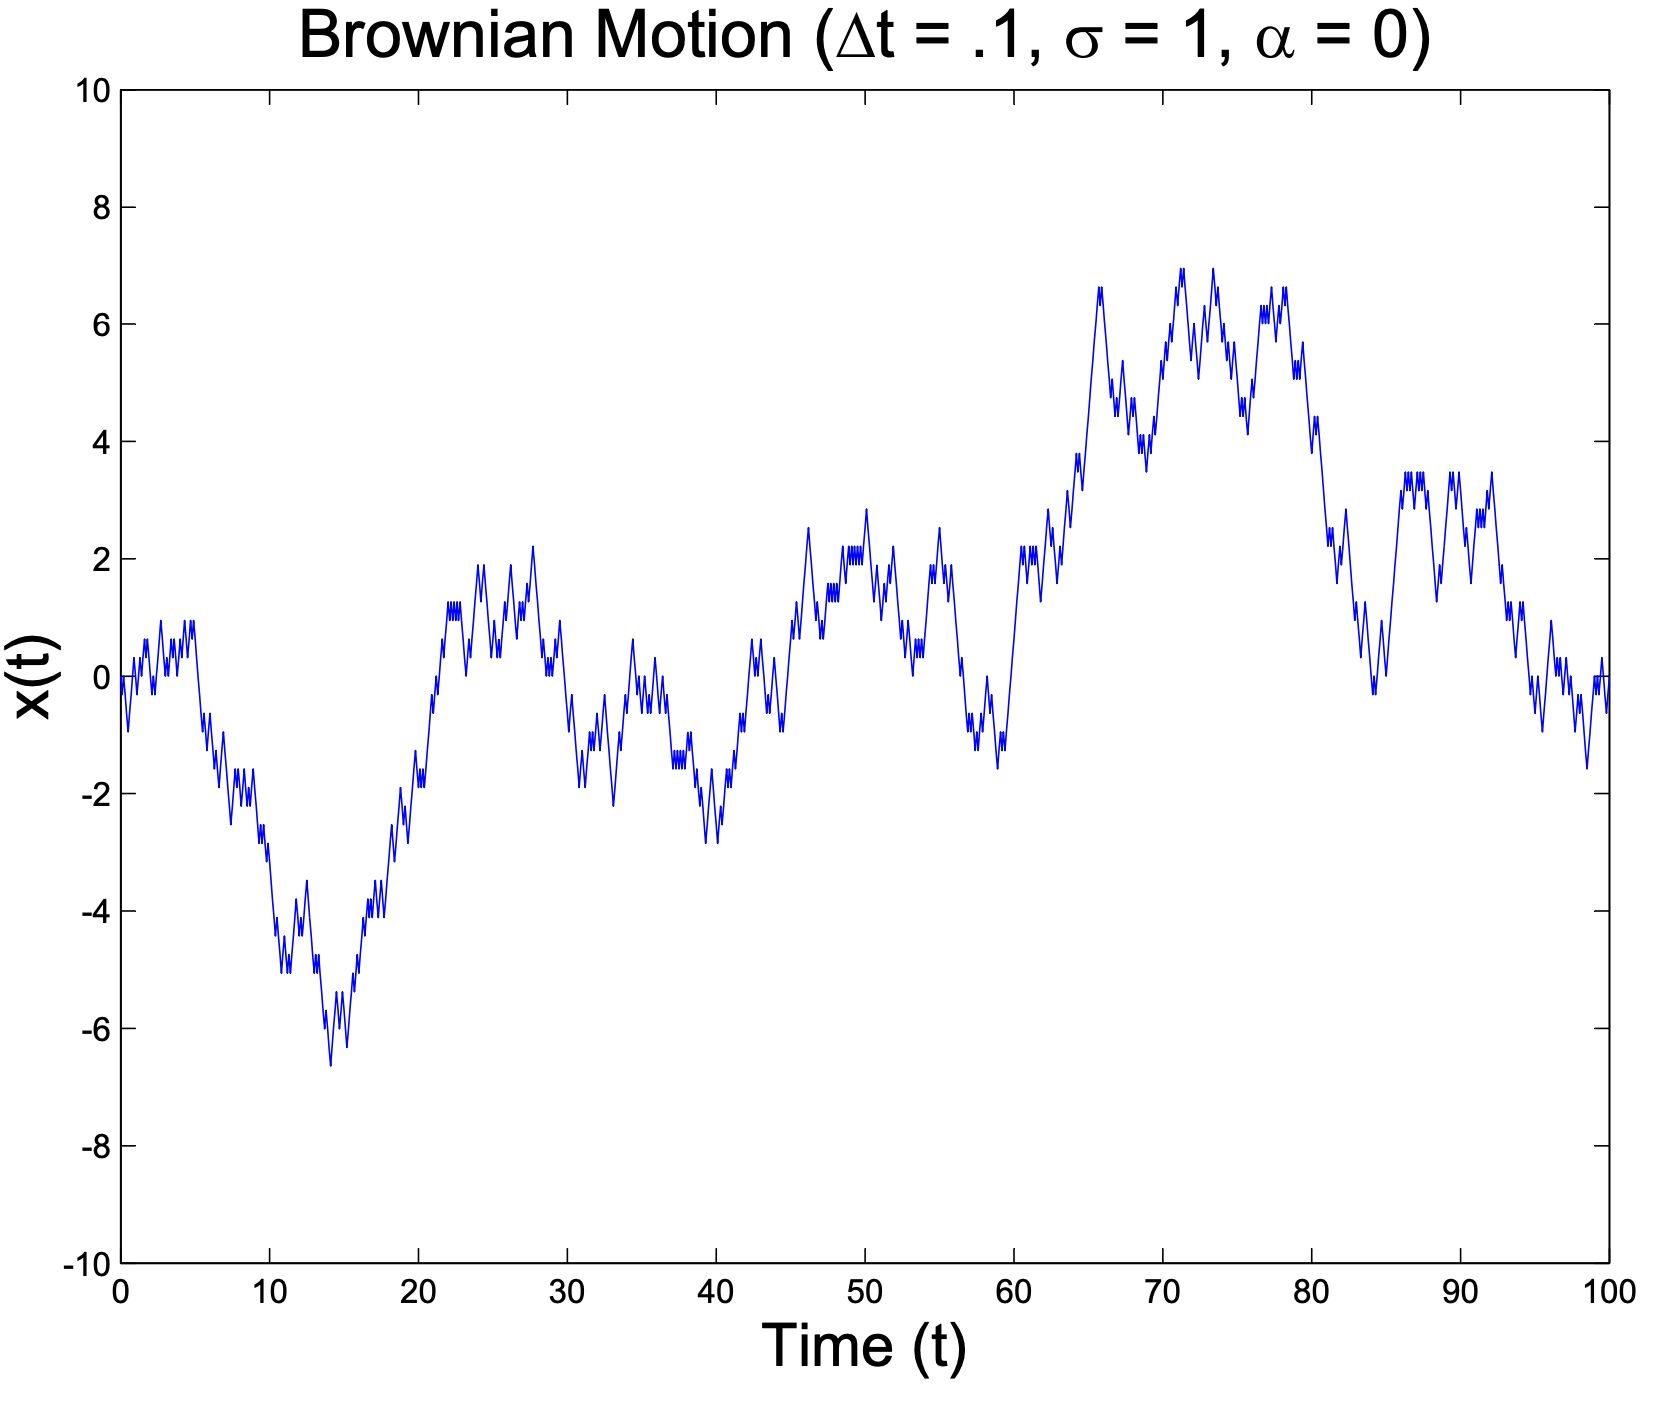 Brownian Motion (Δt = .1, σ = 1, α = 0)
10
8
6
4
2
0
-2
-4
-6
-8
-10
x(t)
0 10 20 30 40 50 60 70 80 90 100
Time (t)